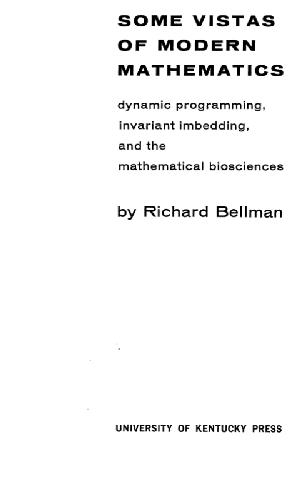 SOME VISTAS
OF MODERN
MATHEMATICS
dynamic programming,
invariant imbedding,
and the
mathematical biosciences
by Richard Bellman
UNIVERSITY OF KENTUCKY PRESS